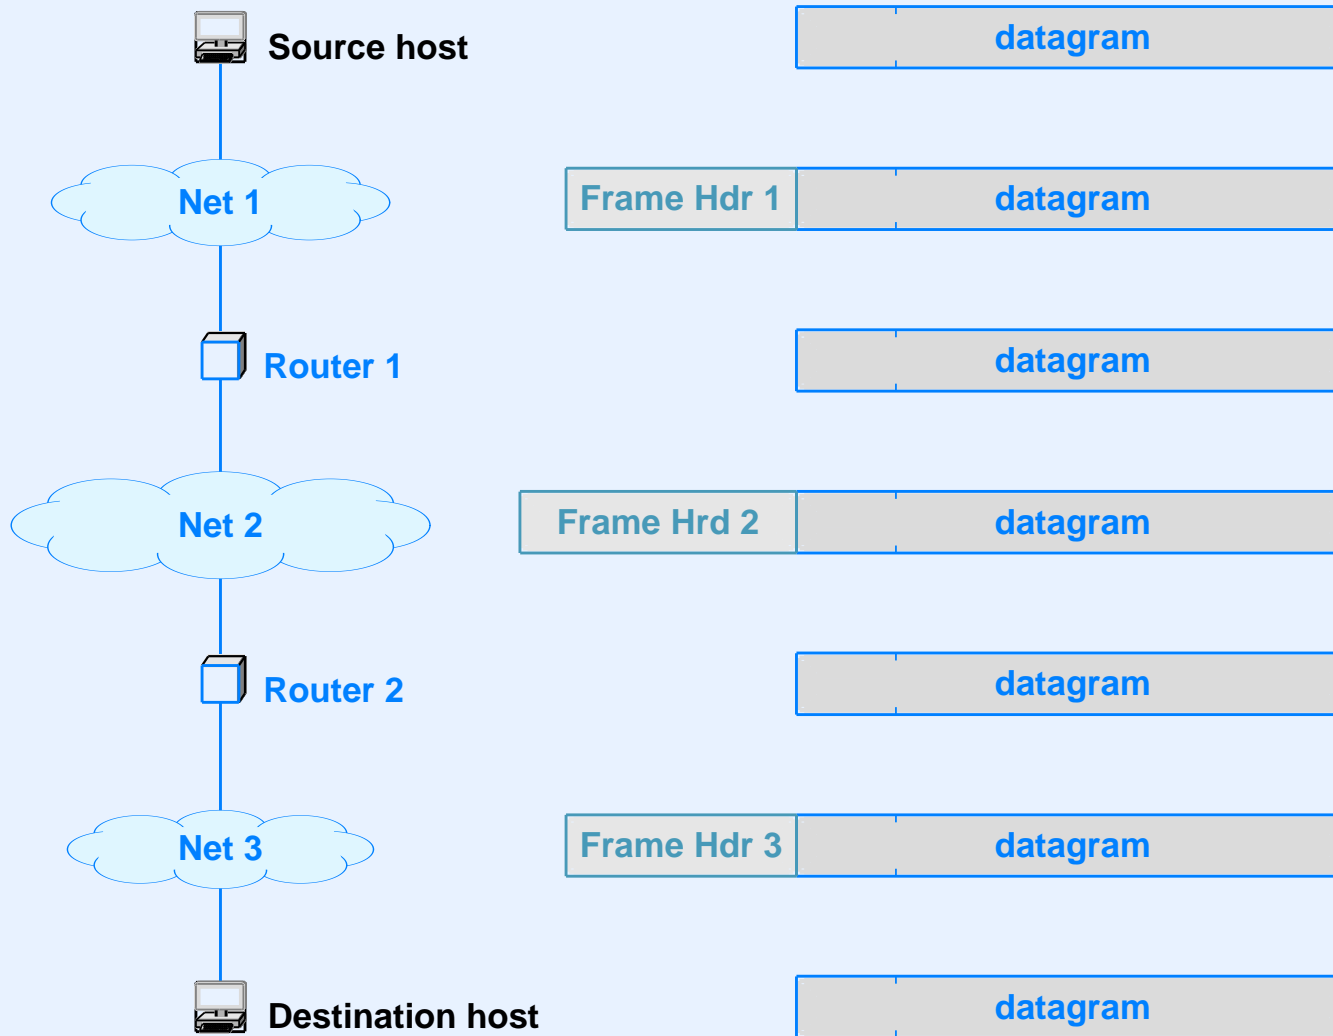 Source host
datagram
Net 1
Frame Hdr 1
datagram
Router 1
datagram
Net 2
Frame Hrd 2
datagram
Router 2
datagram
Net 3
Frame Hdr 3
datagram
Destination host
datagram